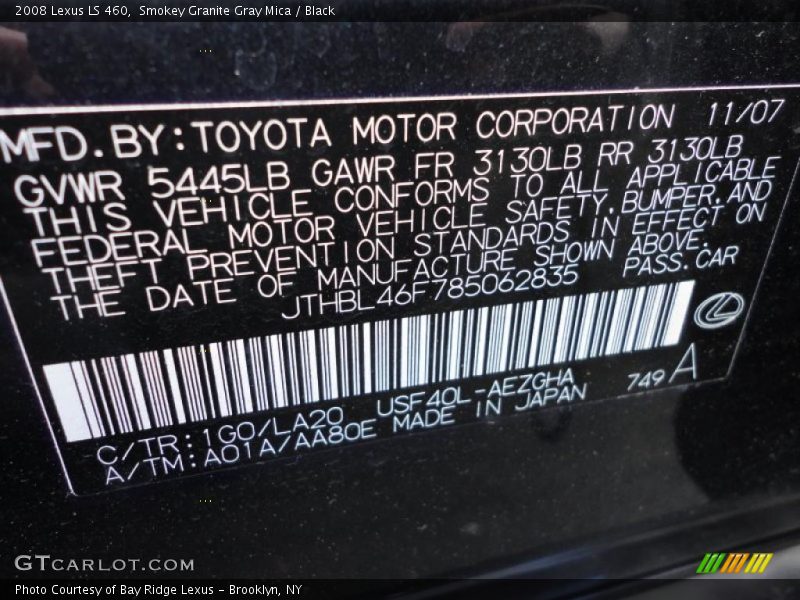 2008 Lexus LS 460,  Smokey Granite Gray Mica / Black
MFD. BY: TOYOTA MOTOR CORPORATION 11/07
GVWR 5445LB GAWR FR 3130LB RR 3130LB
THIS VEHICLE CONFORMS TO ALL APPLICABLE
FEDERAL MOTOR VEHICLE SAFETY, BUMPER, AND
THEFT PREVENTION STANDARDS IN EFFECT ON
THE DATE OF MANUFACTURE SHOWN ABOVE.
JTHBL46F785062835 PASS. CAR
C/TR: 1G0/LA20 USF40L-AEZGHA 749 A
A/TM: A01A/AA80E MADE IN JAPAN
GTCARLOT.COM
Photo Courtesy of Bay Ridge Lexus - Brooklyn, NY